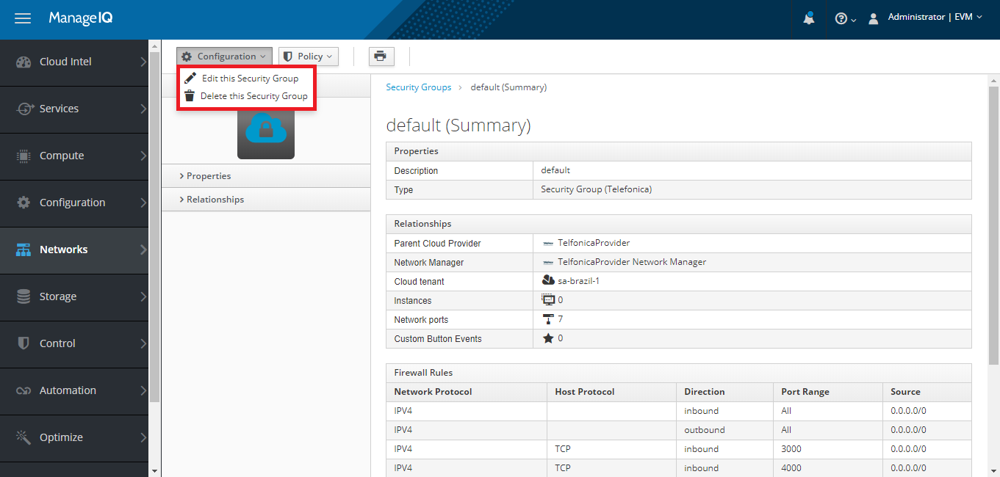 ManageIQ
Administrator | EVM
Cloud Intel
Services
Compute
Configuration
Networks
Storage
Control
Automation
Optimize
Configuration
Policy
Edit this Security Group
Delete this Security Group
Properties
Relationships
Security Groups > default (Summary)
default (Summary)
Properties
Description default
Type Security Group (Telefonica)
Relationships
Parent Cloud Provider TelfonicaProvider
Network Manager TelfonicaProvider Network Manager
Cloud tenant sa-brazil-1
Instances 0
Network ports 7
Custom Button Events 0
Firewall Rules
Network Protocol Host Protocol Direction Port Range Source
IPV4 inbound All 0.0.0.0/0
IPV4 outbound All 0.0.0.0/0
IPV4 TCP inbound 3000 0.0.0.0/0
IPV4 TCP inbound 4000 0.0.0.0/0